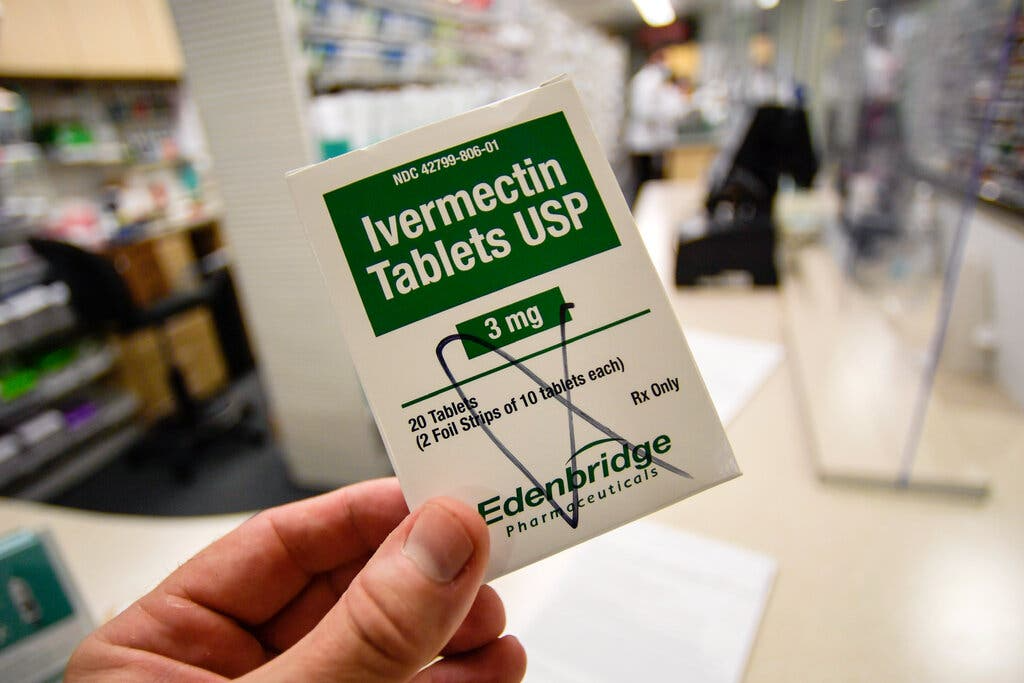 NDC 42799-806-01
Ivermectin
Tablets USP
3 mg
20 Tablets
(2 Foil Strips of 10 tablets each)
Rx Only
Edenbridge
Pharmaceuticals